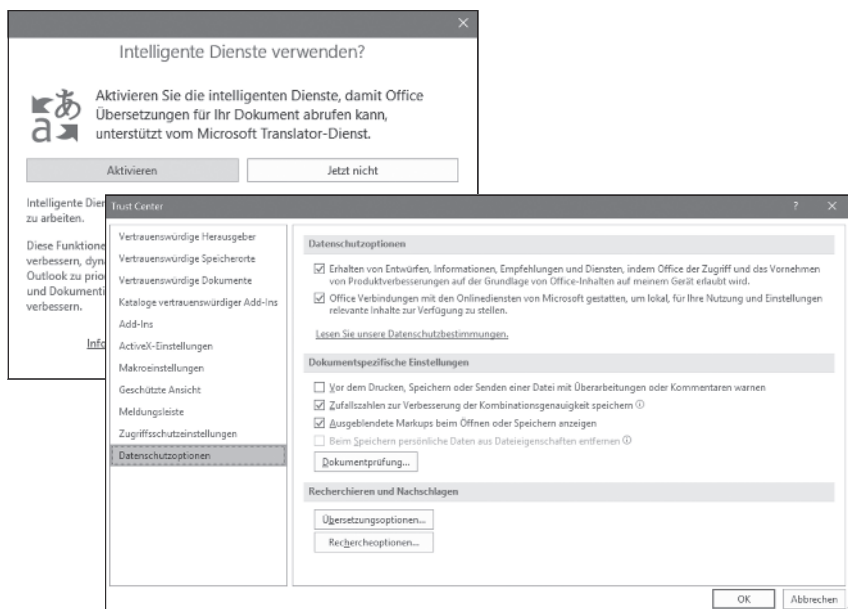 Intelligente Dienste verwenden?
あ
a
Aktivieren Sie die intelligenten Dienste, damit Office
Übersetzungen für Ihr Dokument abrufen kann,
unterstützt vom Microsoft Translator-Dienst.
Aktivieren
Jetzt nicht
Intelligente
zu arbeiten.
Diese
verbessern,
Outlook zu
und
verbessern.
Trust Center
?
Vertrauenswürdige Herausgeber
Vertrauenswürdige Speicherorte
Vertrauenswürdige Dokumente
Kataloge vertrauenswürdiger Add-Ins
Add-Ins
ActiveX-Einstellungen
Makroeinstellungen
Geschützte Ansicht
Meldungsleiste
Zugriffsschutzeinstellungen
Datenschutzoptionen
Datenschutzoptionen
Erhalten von Entwürfen, Informationen, Empfehlungen und Diensten, indem Office der Zugriff und das Vornehmen
von Produktverbesserungen auf der Grundlage von Office-Inhalten auf meinem Gerät erlaubt wird.
Office Verbindungen mit den Onlinediensten von Microsoft gestatten, um lokal, für Ihre Nutzung und Einstellungen
relevante Inhalte zur Verfügung zu stellen.
Lesen Sie unsere Datenschutzbestimmungen.
Dokumentspezifische Einstellungen
Vor dem Drucken, Speichern oder Senden einer Datei mit Überarbeitungen oder Kommentaren warnen
Zufallszahlen zur Verbesserung der Kombinationsgenauigkeit speichern
Ausgeblendete Markups beim Öffnen oder Speichern anzeigen
Beim Speichern persönliche Daten aus Dateieigenschaften entfernen
Dokumentprüfung...
Recherchieren und Nachschlagen
Übersetzungsoptionen...
Rechercheoptionen...
OK
Abbrechen